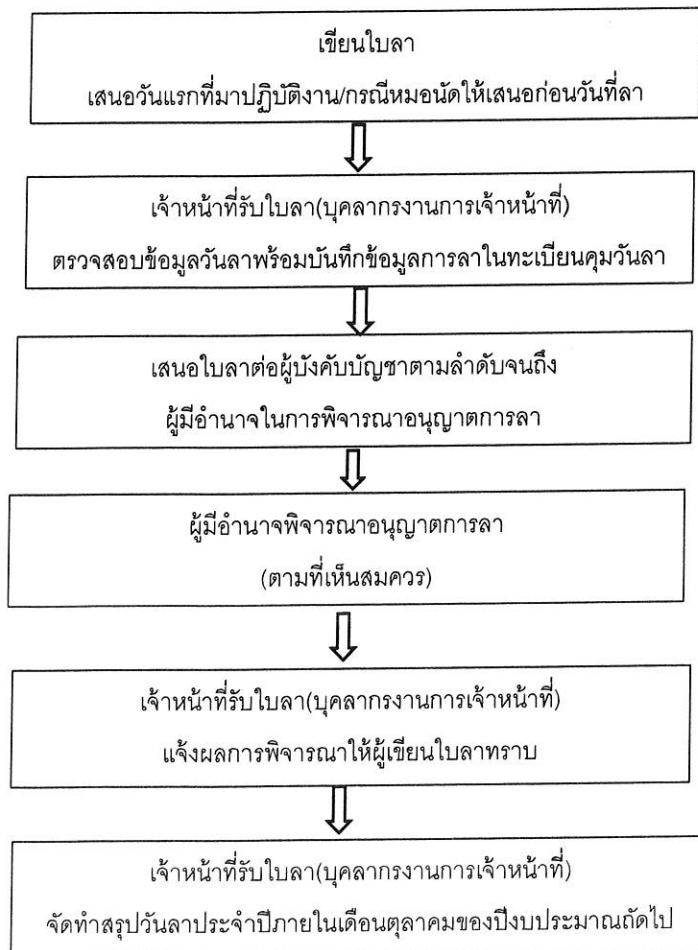 เขียนใบลา
เสนอวันแรกที่มาปฏิบัติงาน/กรณีหมอนัดให้เสนอก่อนวันที่ลา
เจ้าหน้าที่รับใบลา(บุคลากรงานการเจ้าหน้าที่)
ตรวจสอบข้อมูลวันลาพร้อมบันทึกข้อมูลการลาในทะเบียนคุมวันลา
เสนอใบลาต่อผู้บังคับบัญชาตามลำดับจนถึง
ผู้มีอำนาจในการพิจารณาอนุญาตการลา
ผู้มีอำนาจพิจารณาอนุญาตการลา
(ตามที่เห็นสมควร)
เจ้าหน้าที่รับใบลา(บุคลากรงานการเจ้าหน้าที่)
แจ้งผลการพิจารณาให้ผู้เขียนใบลาทราบ
เจ้าหน้าที่รับใบลา(บุคลากรงานการเจ้าหน้าที่)
จัดทำสรุปวันลาประจำปีภายในเดือนตุลาคมของปีงบประมาณถัดไป